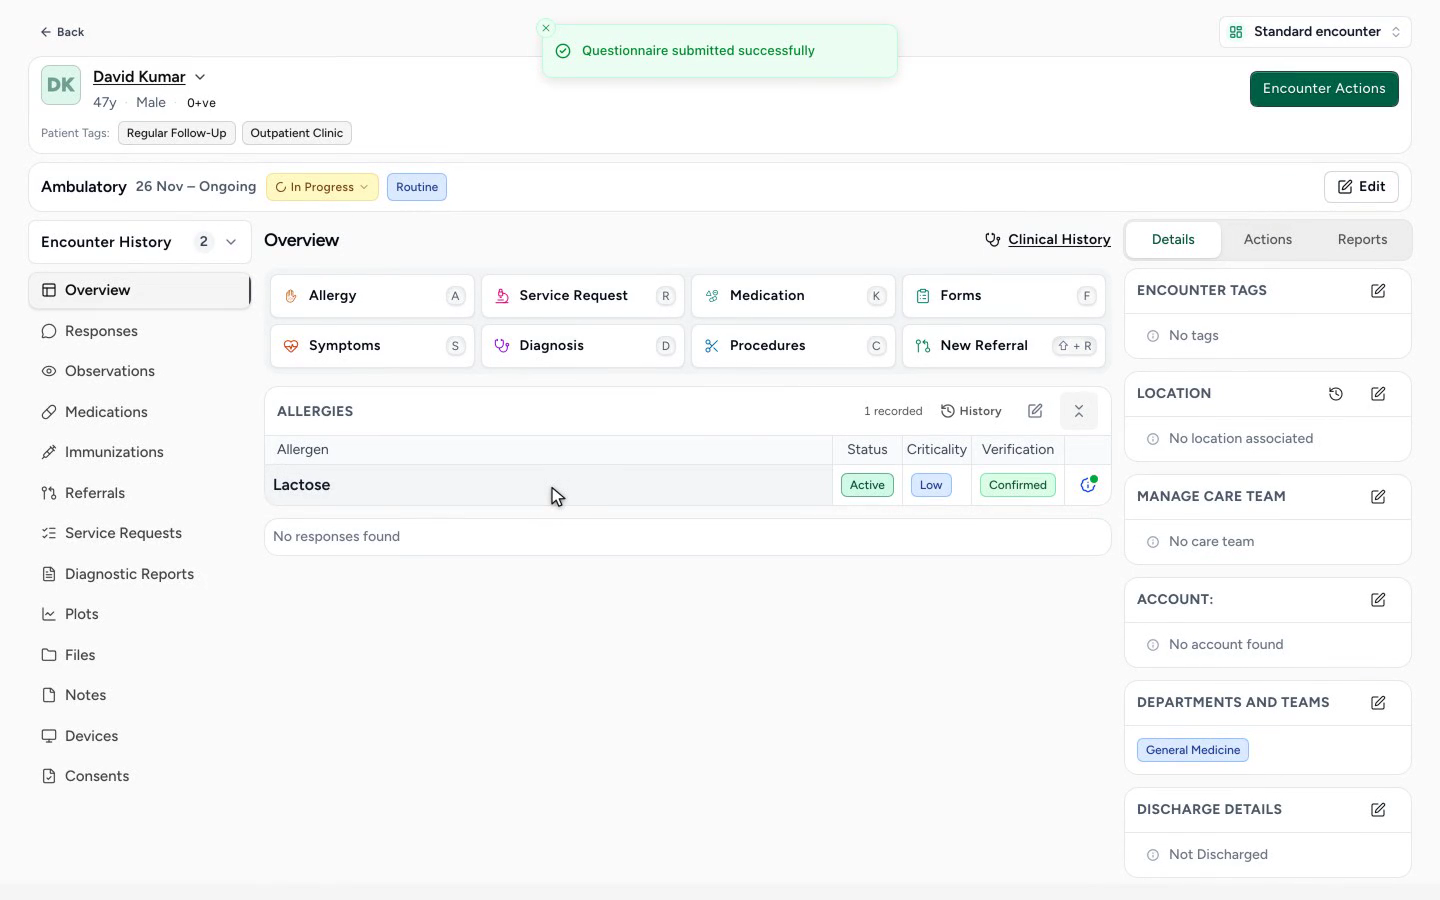 Back
Questionnaire submitted successfully
Standard encounter
DK
David Kumar
47y · Male · O+ve
Encounter Actions
Patient Tags: Regular Follow-Up Outpatient Clinic
Ambulatory 26 Nov – Ongoing In Progress Routine
Edit
Encounter History 2
Overview
Responses
Observations
Medications
Immunizations
Referrals
Service Requests
Diagnostic Reports
Plots
Files
Notes
Devices
Consents
Overview
Clinical History
Allergy A
Service Request R
Medication K
Forms F
Symptoms S
Diagnosis D
Procedures C
New Referral ⇧ + R
ALLERGIES
1 recorded History
Allergen Status Criticality Verification
Lactose Active Low Confirmed
No responses found
Details Actions Reports
ENCOUNTER TAGS
No tags
LOCATION
No location associated
MANAGE CARE TEAM
No care team
ACCOUNT:
No account found
DEPARTMENTS AND TEAMS
General Medicine
DISCHARGE DETAILS
Not Discharged